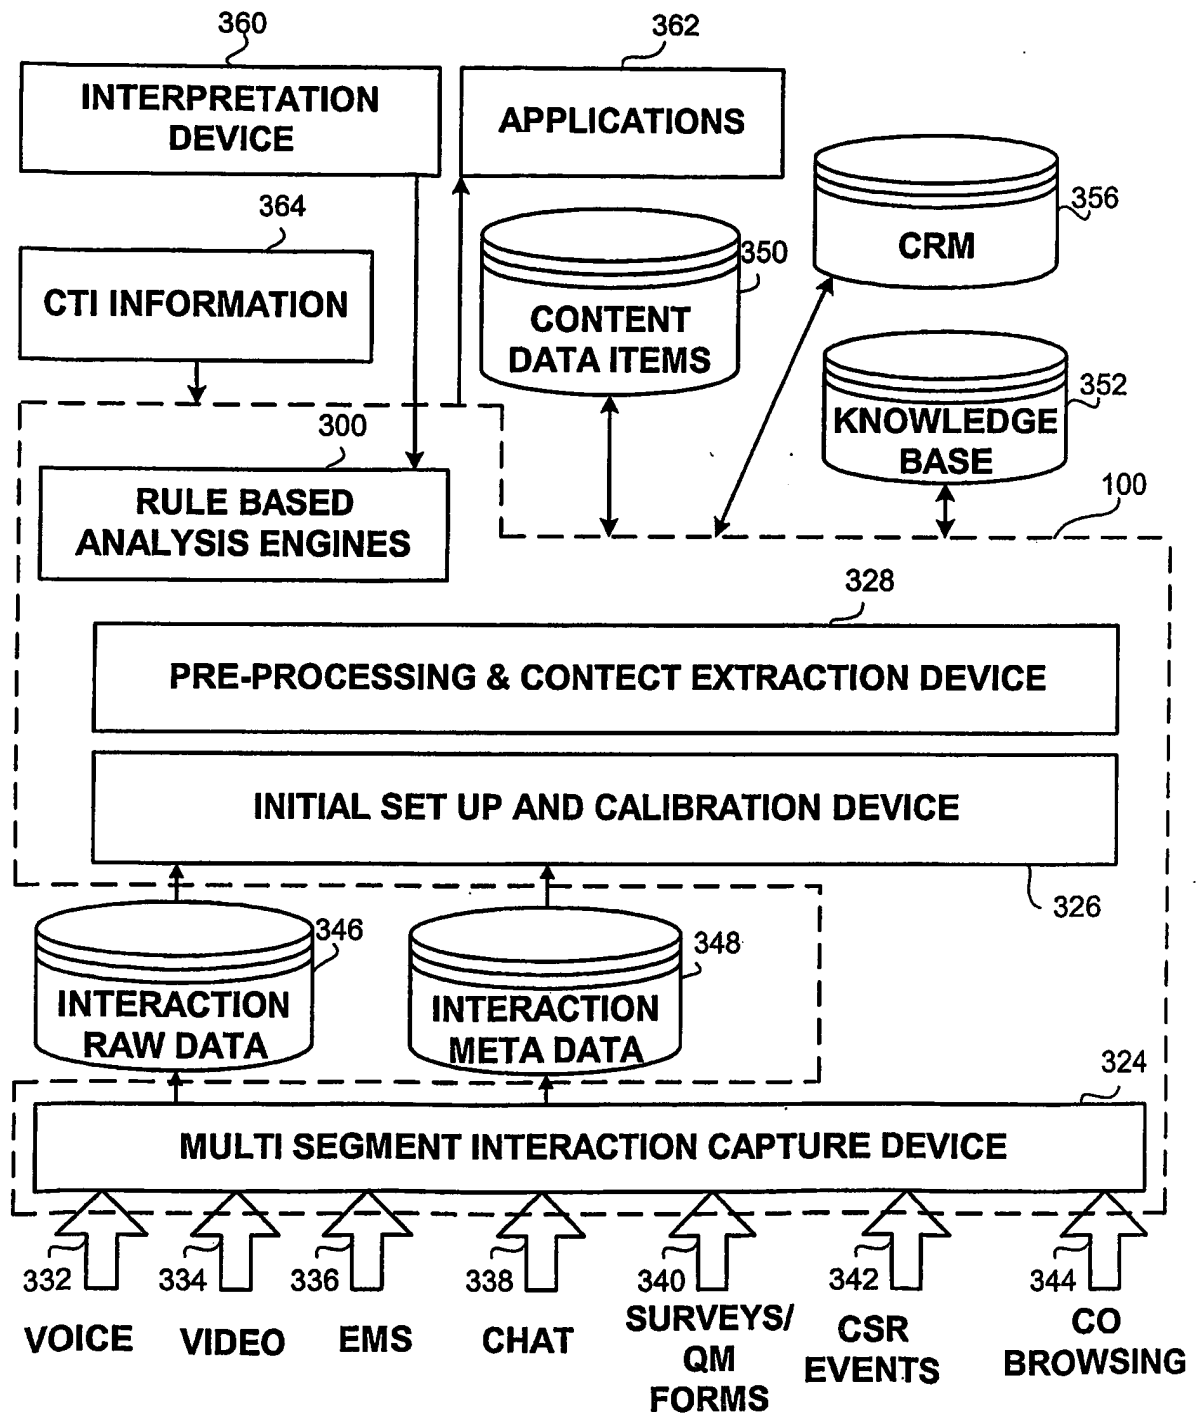 360
362
INTERPRETATION
DEVICE
APPLICATIONS
364
356
CRM
350
CTI INFORMATION
CONTENT
DATA ITEMS
352
KNOWLEDGE
BASE
300
100
RULE BASED
ANALYSIS ENGINES
328
PRE-PROCESSING & CONTECT EXTRACTION DEVICE
INITIAL SET UP AND CALIBRATION DEVICE
326
346
348
INTERACTION
RAW DATA
INTERACTION
META DATA
324
MULTI SEGMENT INTERACTION CAPTURE DEVICE
332
334
336
338
340
342
344
VOICE
VIDEO
EMS
CHAT
SURVEYS/
QM
FORMS
CSR
EVENTS
CO
BROWSING